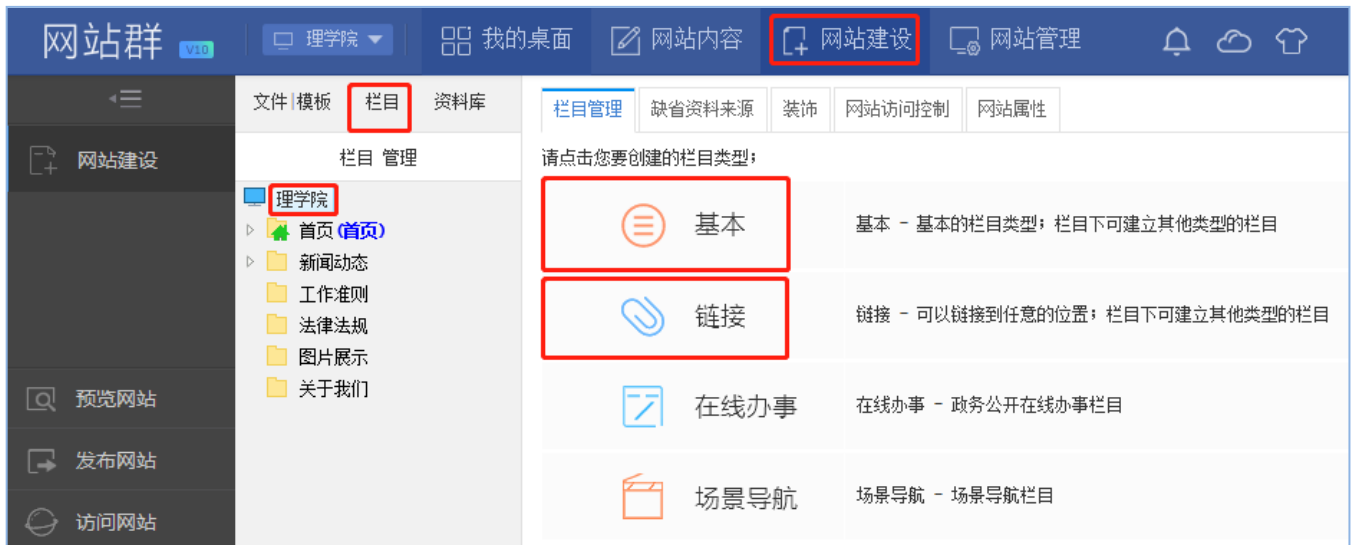 网站群 V10 理学院 我的桌面 网站内容 网站建设 网站管理
文件|模板 栏目 资料库
栏目管理 缺省资料来源 装饰 网站访问控制 网站属性
网站建设
栏目 管理
请点击您要创建的栏目类型；
理学院
首页(首页)
新闻动态
工作准则
法律法规
图片展示
关于我们
基本 基本 - 基本的栏目类型；栏目下可建立其他类型的栏目
链接 链接 - 可以链接到任意的位置；栏目下可建立其他类型的栏目
在线办事 在线办事 - 政务公开在线办事栏目
场景导航 场景导航 - 场景导航栏目
预览网站
发布网站
访问网站